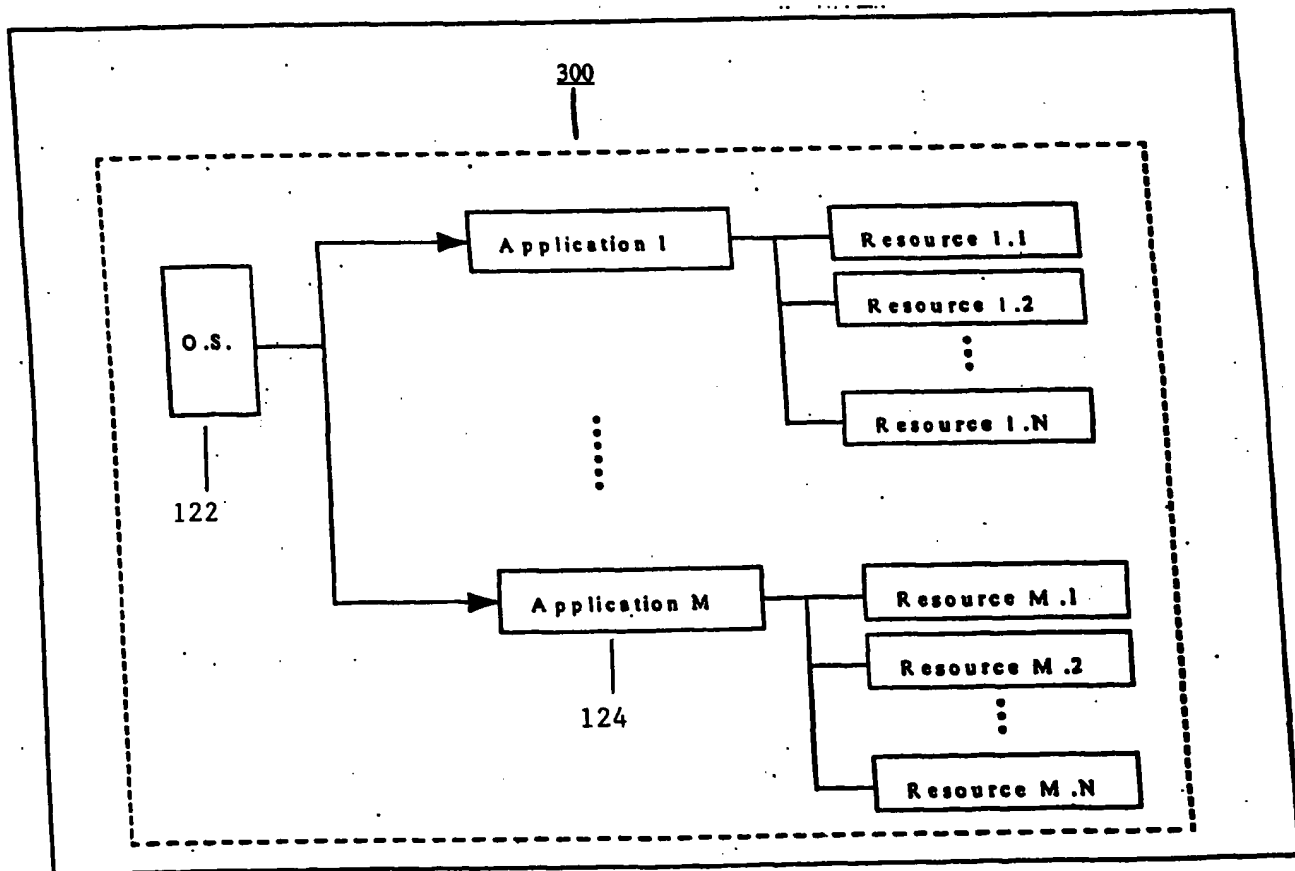 300
Application 1
Resource 1.1
Resource 1.2
O.S.
Resource 1.N
122
Application M
Resource M.1
Resource M.2
124
Resource M.N